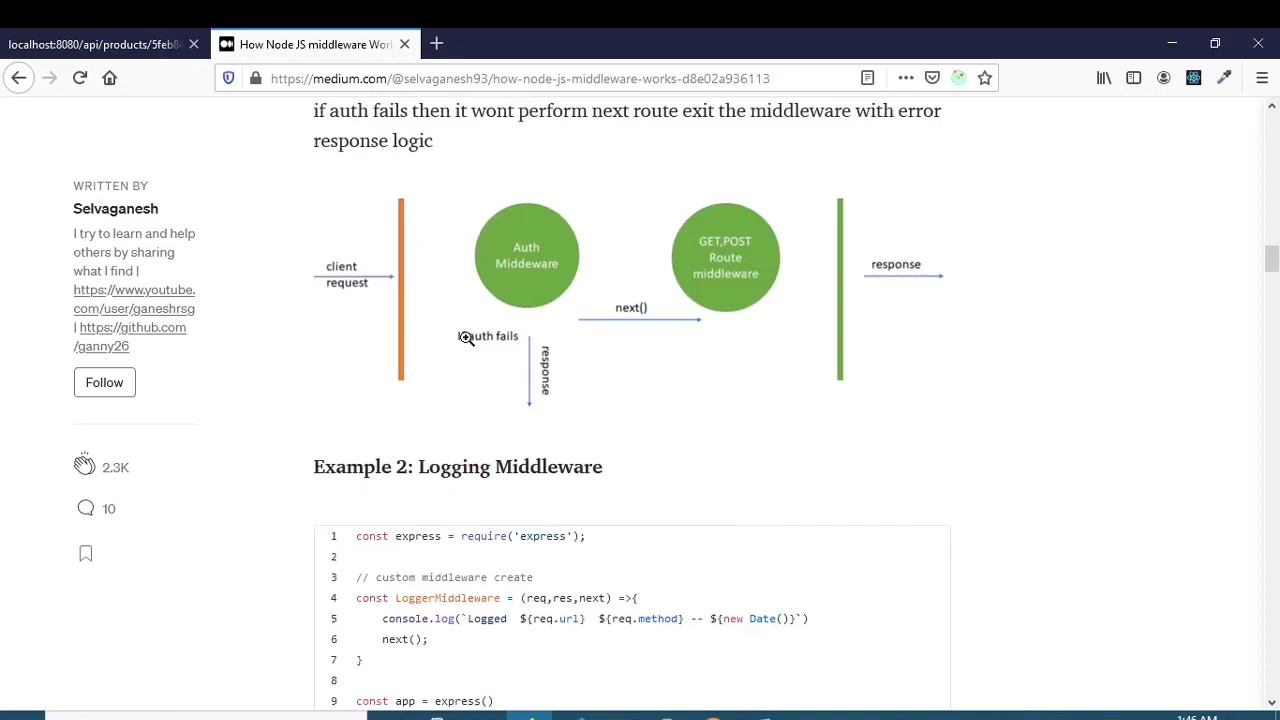 localhost:8080/api/products/5feb84
How Node JS middleware Wor
https://medium.com/@selvaganesh93/how-node-js-middleware-works-d8e02a936113
if auth fails then it wont perform next route exit the middleware with error
response logic
WRITTEN BY
Selvaganesh
I try to learn and help
others by sharing
what I find |
https://www.youtube.
com/user/ganeshrsg
| https://github.com
/ganny26
Follow
2.3K
10
client
request
Auth
Middeware
auth fails
response
next()
GET,POST
Route
middleware
response
Example 2: Logging Middleware
1 const express = require('express');
2
3 // custom middleware create
4 const LoggerMiddleware = (req,res,next) =>{
5 console.log(`Logged ${req.url} ${req.method} -- ${new Date()}`)
6 next();
7 }
8
9 const app = express()
1:46 AM